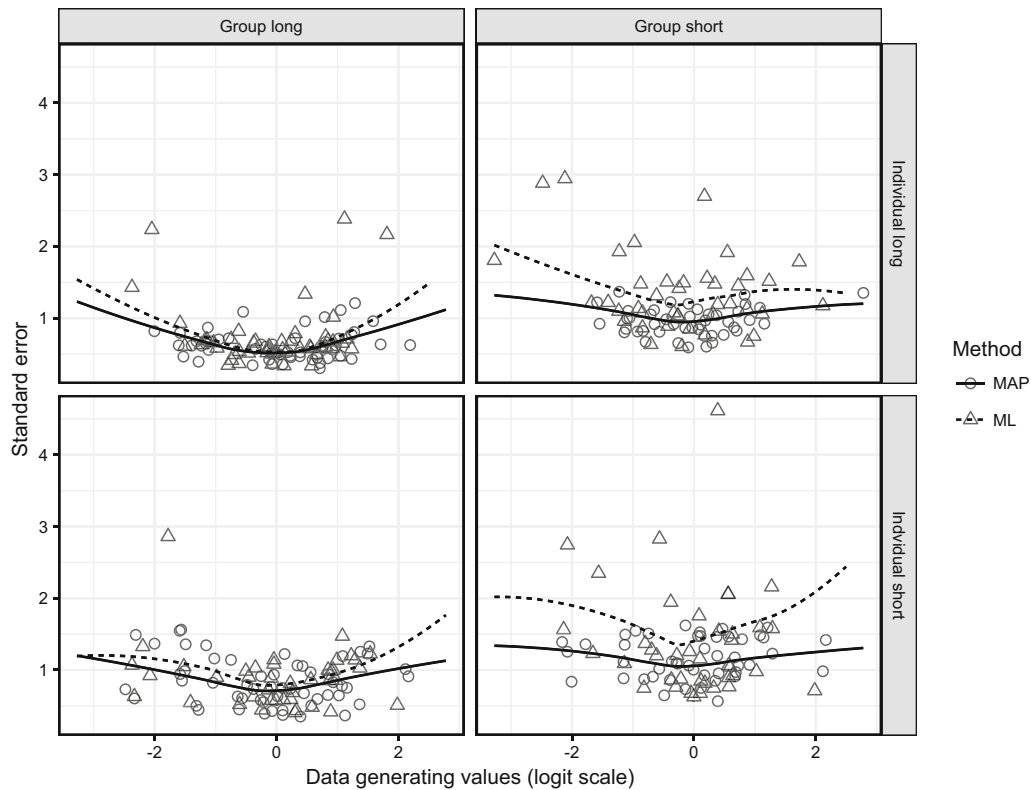 Group long
Group short
4
3
2
1
Individual long
4
3
2
1
Indvidual short
Standard error
-2
0
2
-2
0
2
Data generating values (logit scale)
Method
MAP
ML